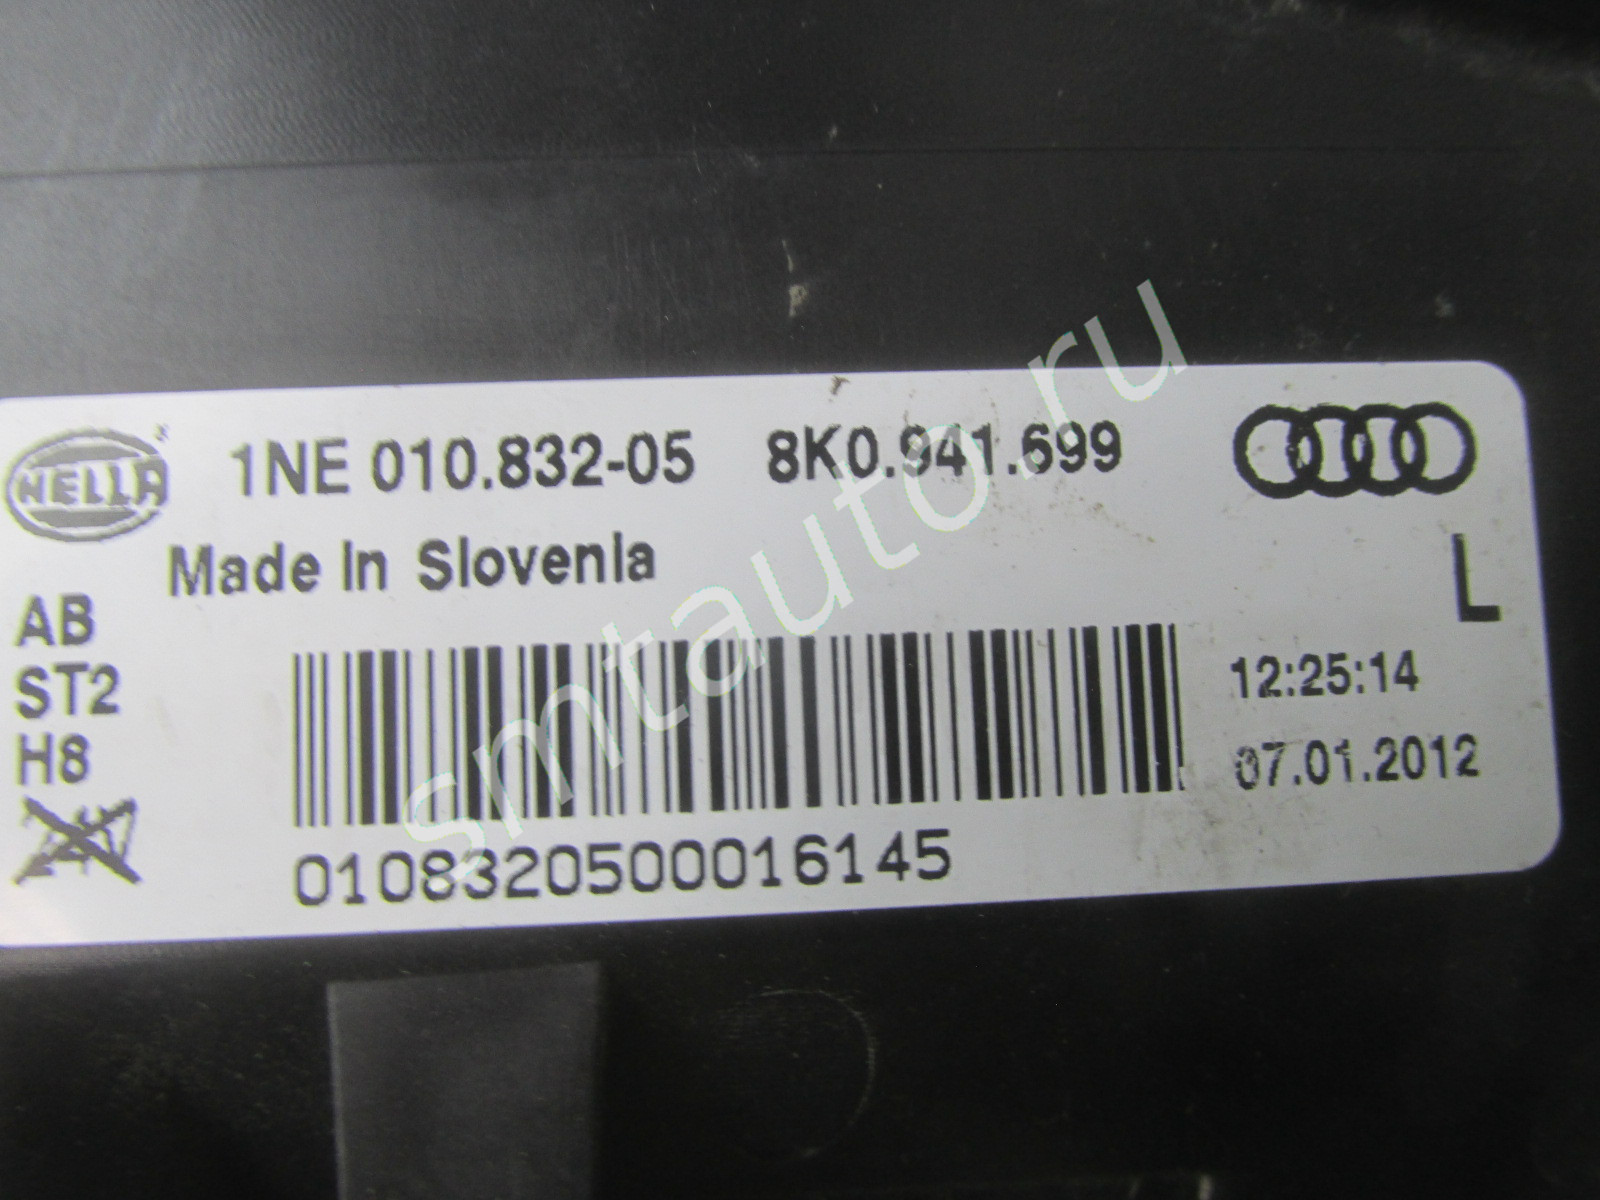 HELLA 1NE 010.832-05 8K0.941.699
Made In Slovenia
L
AB
ST2
H8
12:25:14
07.01.2012
0108320500016145
smtauto.ru